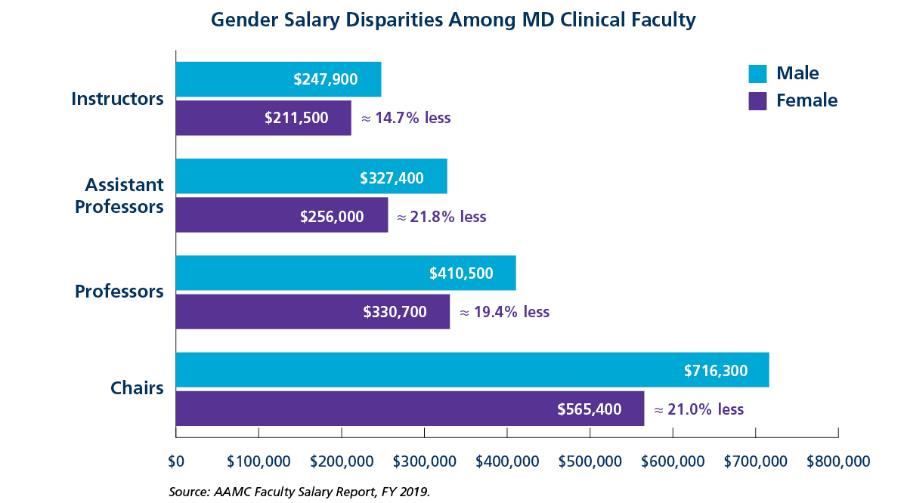 Gender Salary Disparities Among MD Clinical Faculty
Male
Female
Instructors
$247,900
$211,500 ≈ 14.7% less
Assistant
Professors
$327,400
$256,000 ≈ 21.8% less
Professors
$410,500
$330,700 ≈ 19.4% less
Chairs
$716,300
$565,400 ≈ 21.0% less
$0 $100,000 $200,000 $300,000 $400,000 $500,000 $600,000 $700,000 $800,000
Source: AAMC Faculty Salary Report, FY 2019.